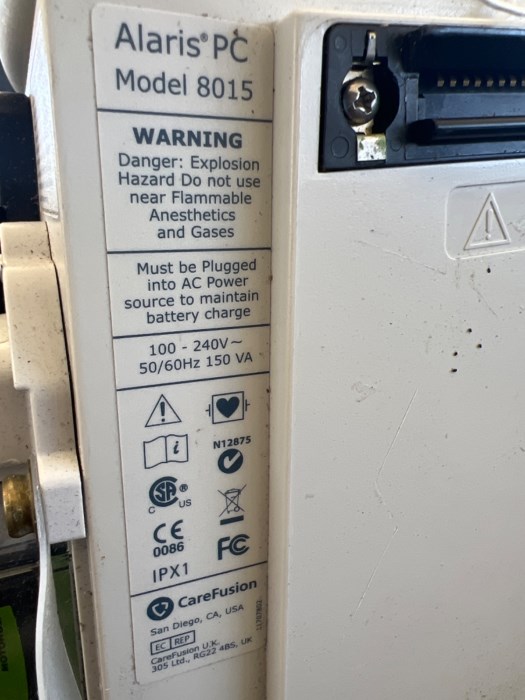 Alaris® PC
Model 8015
WARNING
Danger: Explosion
Hazard Do not use
near Flammable
Anesthetics
and Gases
Must be Plugged
into AC Power
source to maintain
battery charge
100 - 240V~
50/60Hz 150 VA
i
N12875
SA®
C US
CE
0086
FC
IPX1
CareFusion
San Diego, CA, USA
EC REP
CareFusion U.K.
305 Ltd., RG22 4BS, UK